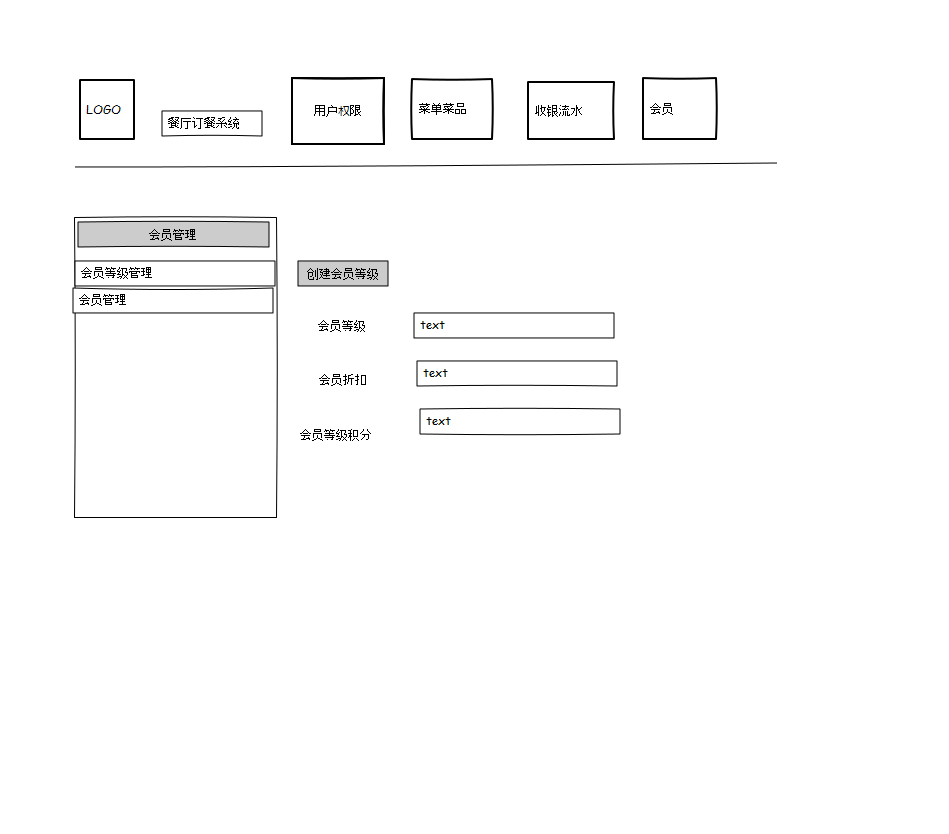 LOGO
餐厅订餐系统
用户权限
菜单菜品
收银流水
会员
会员管理
会员等级管理
会员管理
创建会员等级
会员等级
text
会员折扣
text
会员等级积分
text